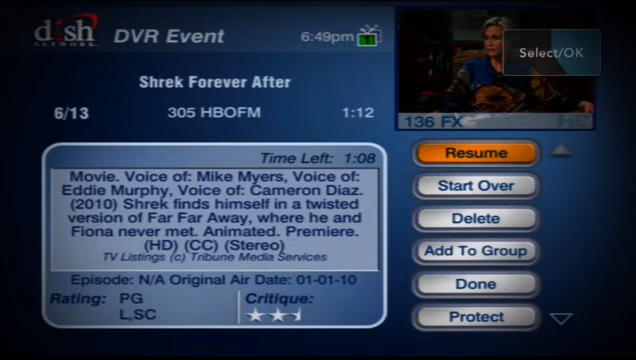 dish
NETWORK.
DVR Event
6:49pm
Select/OK
Shrek Forever After
6/13 305 HBOFM 1:12
136 FX HD
Time Left: 1:08
Movie. Voice of: Mike Myers, Voice of:
Eddie Murphy, Voice of: Cameron Diaz.
(2010) Shrek finds himself in a twisted
version of Far Far Away, where he and
Fiona never met. Animated. Premiere.
(HD) (CC) (Stereo)
TV Listings (c) Tribune Media Services
Episode: N/A Original Air Date: 01-01-10
Rating: PG
L,SC
Critique:
Resume
Start Over
Delete
Add To Group
Done
Protect